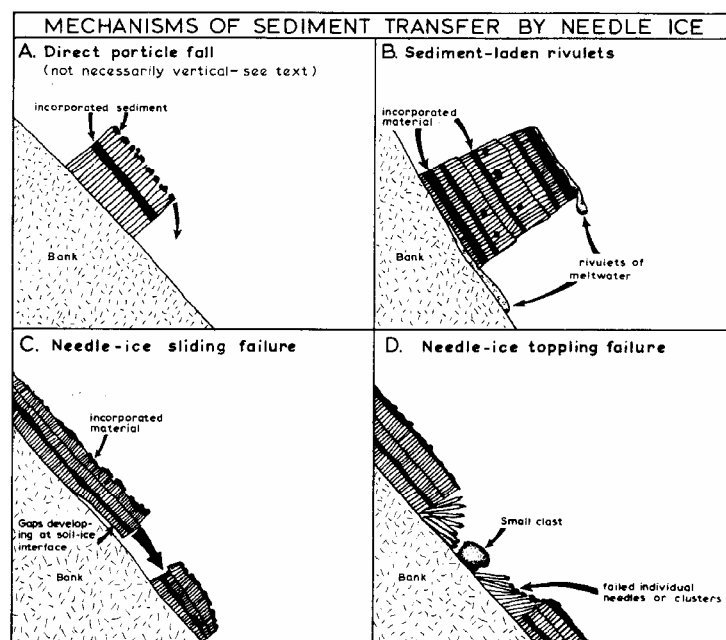 MECHANISMS OF SEDIMENT TRANSFER BY NEEDLE ICE
A. Direct particle fall
(not necessarily vertical-see text)
incorporated sediment
Bank
B. Sediment-laden rivulets
incorporated
material
Bank
rivulets of
meltwater
C. Needle-ice sliding failure
incorporated
material
Gaps develop-
ing at soil-ice
interface
Bank
D. Needle-ice toppling failure
Small clast
Bank
failed individual
needles or clusters